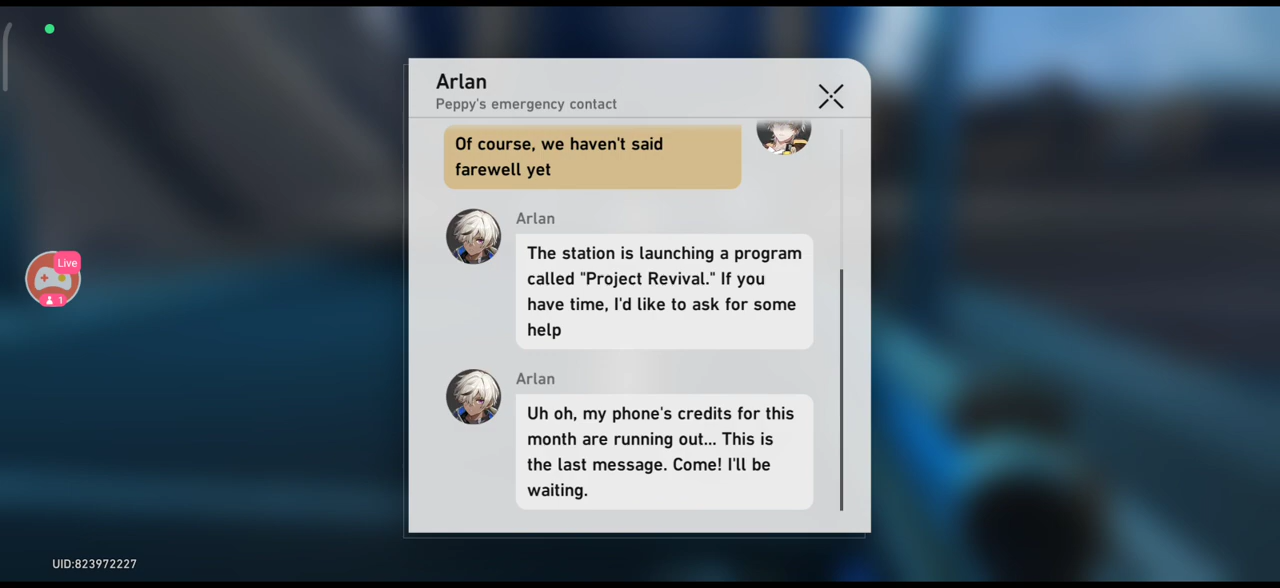 Arlan
Peppy's emergency contact
Of course, we haven't said
farewell yet
Arlan
The station is launching a program
called "Project Revival." If you
have time, I'd like to ask for some
help
Arlan
Uh oh, my phone's credits for this
month are running out... This is
the last message. Come! I'll be
waiting.
Live
1
UID:823972227